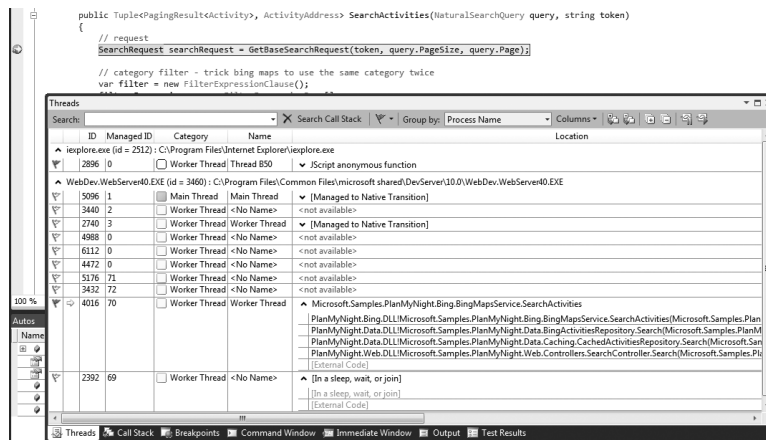 public Tuple<PagingResult<Activity>, ActivityAddress> SearchActivities(NaturalSearchQuery query, string token)
{
// request
SearchRequest searchRequest = GetBaseSearchRequest(token, query.PageSize, query.Page);
// category filter - trick bing maps to use the same category twice
var filter = new FilterExpressionClause();
Threads
Search: Search Call Stack Group by: Process Name Columns
ID Managed ID Category Name Location
iexplore.exe (id = 2512) : C:\Program Files\Internet Explorer\iexplore.exe
2896 0 Worker Thread Thread B50 JScript anonymous function
WebDev.WebServer40.EXE (id = 3460) : C:\Program Files\Common Files\microsoft shared\DevServer\10.0\WebDev.WebServer40.EXE
5096 1 Main Thread Main Thread [Managed to Native Transition]
3440 2 Worker Thread <No Name> <not available>
2740 3 Worker Thread Worker Thread [Managed to Native Transition]
4988 0 Worker Thread <No Name> <not available>
6112 0 Worker Thread <No Name> <not available>
4472 0 Worker Thread <No Name> <not available>
5176 71 Worker Thread <No Name> <not available>
3432 72 Worker Thread <No Name> <not available>
100 % 4016 70 Worker Thread Worker Thread Microsoft.Samples.PlanMyNight.Bing.BingMapsService.SearchActivities
Autos PlanMyNight.Bing.DLL!Microsoft.Samples.PlanMyNight.Bing.BingMapsService.SearchActivities(Microsoft.Samples.Plan
Name PlanMyNight.Data.DLL!Microsoft.Samples.PlanMyNight.Data.BingActivitiesRepository.Search(Microsoft.Samples.PlanM
PlanMyNight.Data.DLL!Microsoft.Samples.PlanMyNight.Data.Caching.CachedActivitiesRepository.Search(Microsoft.San
PlanMyNight.Web.DLL!Microsoft.Samples.PlanMyNight.Web.Controllers.SearchController.Search(Microsoft.Samples.Pla
[External Code]
2392 69 Worker Thread <No Name> [In a sleep, wait, or join]
[In a sleep, wait, or join]
[External Code]
Threads Call Stack Breakpoints Command Window Immediate Window Output Test Results